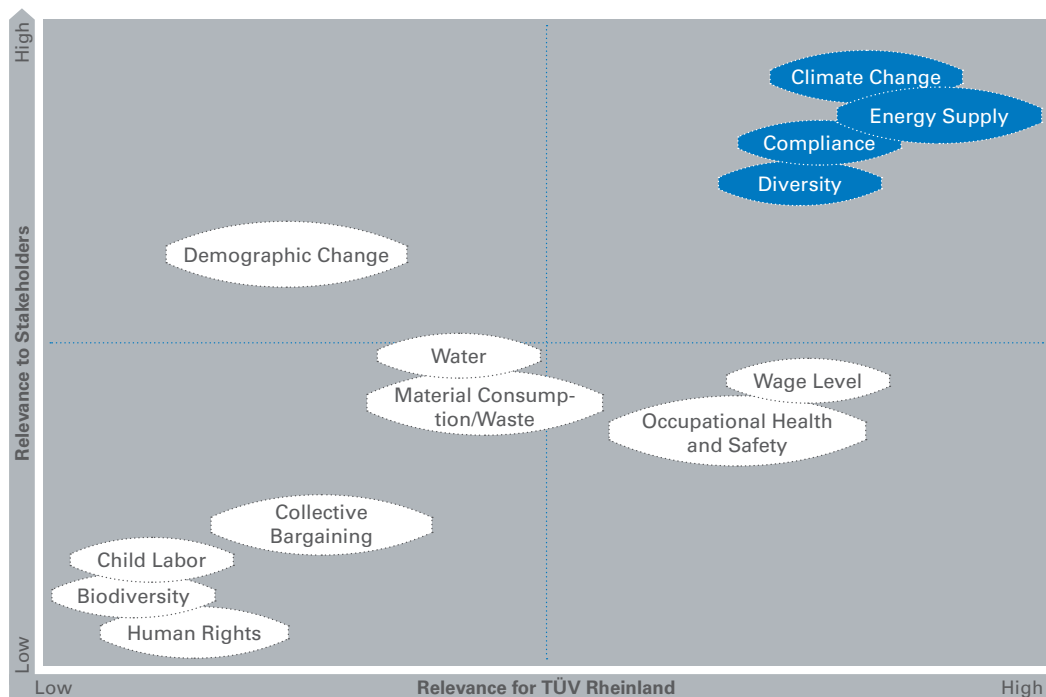 High
Climate Change
Energy Supply
Compliance
Diversity
Demographic Change
Relevance to Stakeholders
Water
Wage Level
Material Consump-
tion/Waste
Occupational Health
and Safety
Collective
Bargaining
Child Labor
Biodiversity
Human Rights
Low
Low
Relevance for TÜV Rheinland
High